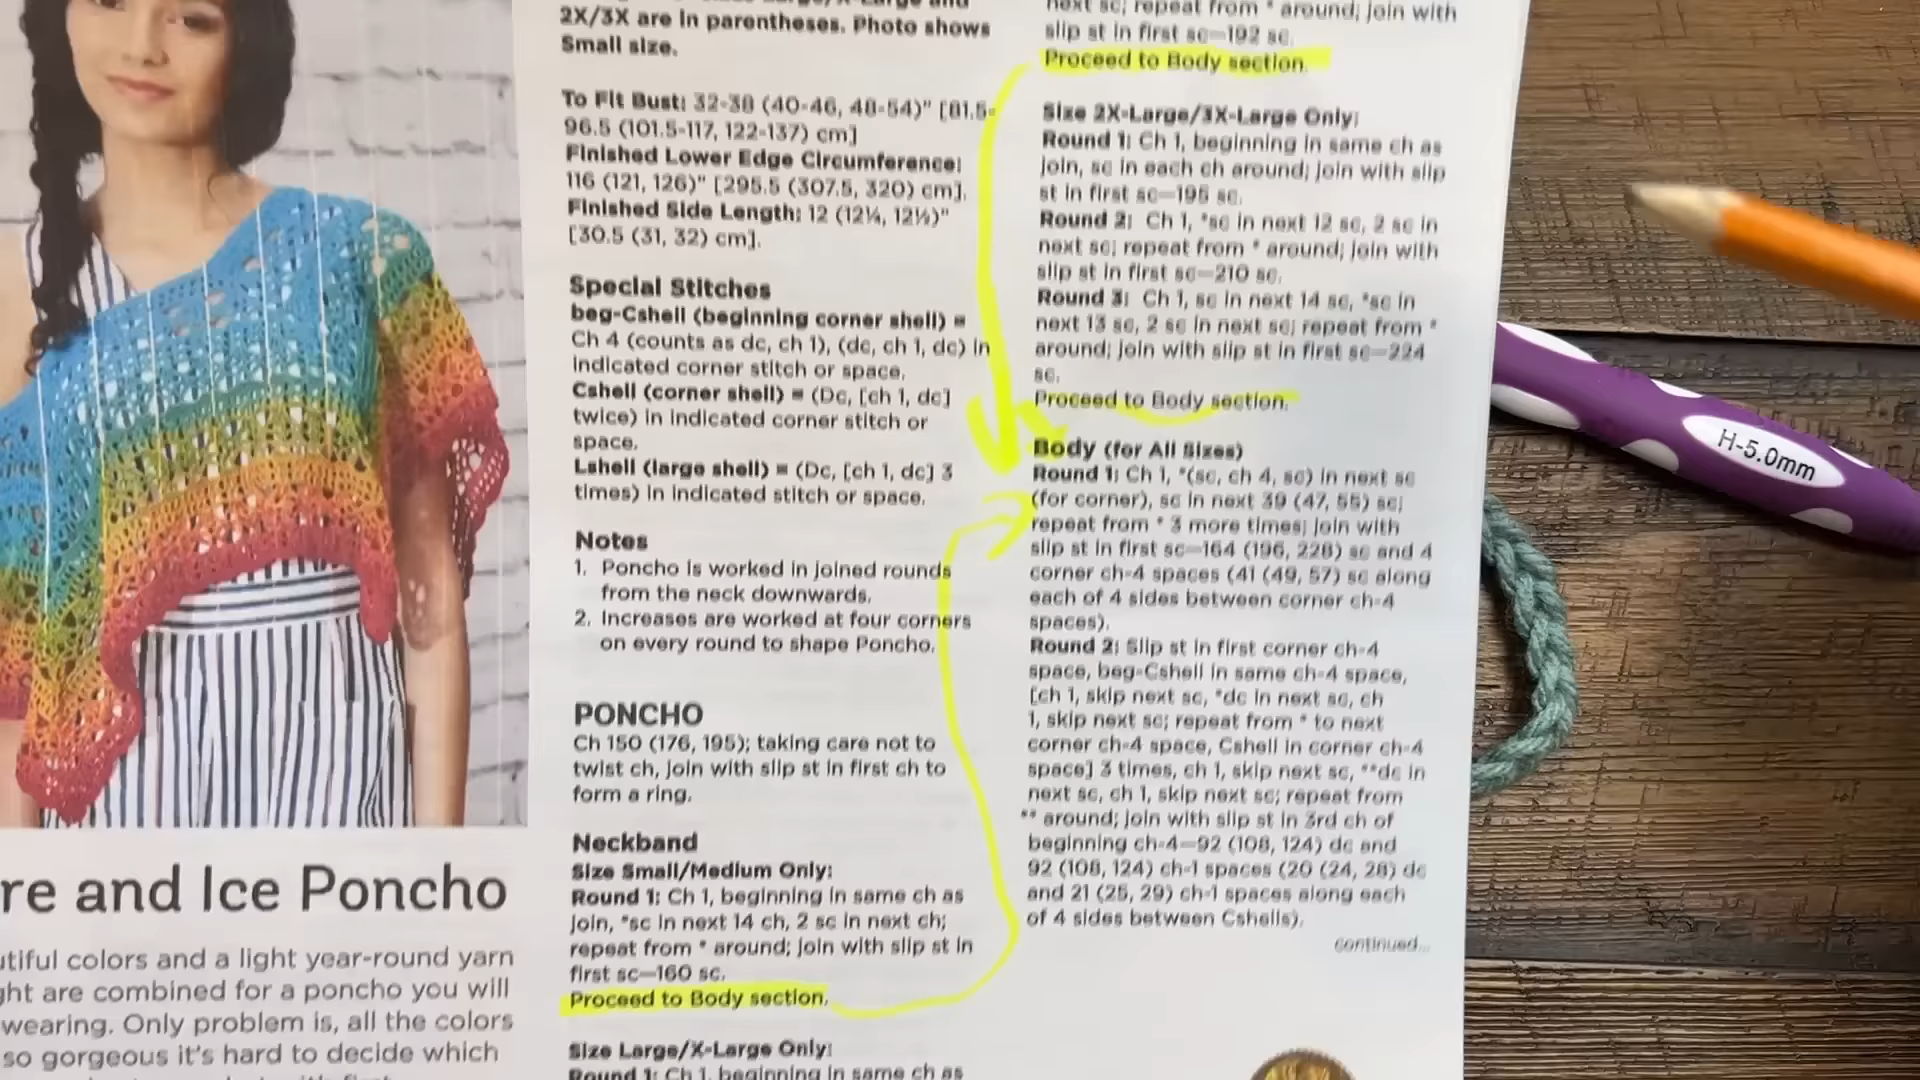 2X/3X are in parentheses. Photo shows
Small size.
To Fit Bust: 32-38 (40-46, 48-54)" [81.5-
96.5 (101.5-117, 122-137) cm]
Finished Lower Edge Circumference:
116 (121, 126)" [295.5 (307.5, 320) cm].
Finished Side Length: 12 (12¼, 12½)"
[30.5 (31, 32) cm].
Special Stitches
beg-Cshell (beginning corner shell) =
Ch 4 (counts as dc, ch 1), (dc, ch 1, dc) in
indicated corner stitch or space.
Cshell (corner shell) = (Dc, [ch 1, dc]
twice) in indicated corner stitch or
space.
Lshell (large shell) = (Dc, [ch 1, dc] 3
times) in indicated stitch or space.
Notes
1. Poncho is worked in joined rounds
from the neck downwards.
2. Increases are worked at four corners
on every round to shape Poncho.
PONCHO
Ch 150 (176, 195); taking care not to
twist ch, join with slip st in first ch to
form a ring.
Neckband
Size Small/Medium Only:
Round 1: Ch 1, beginning in same ch as
join, *sc in next 14 ch, 2 sc in next ch;
repeat from * around; join with slip st in
first sc—160 sc.
Proceed to Body section.
Size Large/X-Large Only:
Round 1: Ch 1, beginning in same ch as
next sc; repeat from * around; join with
slip st in first sc—192 sc.
Proceed to Body section.
Size 2X-Large/3X-Large Only:
Round 1: Ch 1, beginning in same ch as
join, sc in each ch around; join with slip
st in first sc—195 sc.
Round 2: Ch 1, *sc in next 12 sc, 2 sc in
next sc; repeat from * around; join with
slip st in first sc—210 sc.
Round 3: Ch 1, sc in next 14 sc, *sc in
next 13 sc, 2 sc in next sc; repeat from *
around; join with slip st in first sc—224
sc.
Proceed to Body section.
Body (for All Sizes)
Round 1: Ch 1, *(sc, ch 4, sc) in next sc
(for corner), sc in next 39 (47, 55) sc;
repeat from * 3 more times; join with
slip st in first sc—164 (196, 228) sc and 4
corner ch-4 spaces (41 (49, 57) sc along
each of 4 sides between corner ch-4
spaces).
Round 2: Slip st in first corner ch-4
space, beg-Cshell in same ch-4 space,
[ch 1, skip next sc, *dc in next sc, ch
1, skip next sc; repeat from * to next
corner ch-4 space, Cshell in corner ch-4
space] 3 times, ch 1, skip next sc, **dc in
next sc, ch 1, skip next sc; repeat from
** around; join with slip st in 3rd ch of
beginning ch-4—92 (108, 124) dc and
92 (108, 124) ch-1 spaces (20 (24, 28) dc
and 21 (25, 29) ch-1 spaces along each
of 4 sides between Cshells).
continued...
H-5.0mm
re and Ice Poncho
utiful colors and a light year-round yarn
ght are combined for a poncho you will
wearing. Only problem is, all the colors
so gorgeous it's hard to decide which